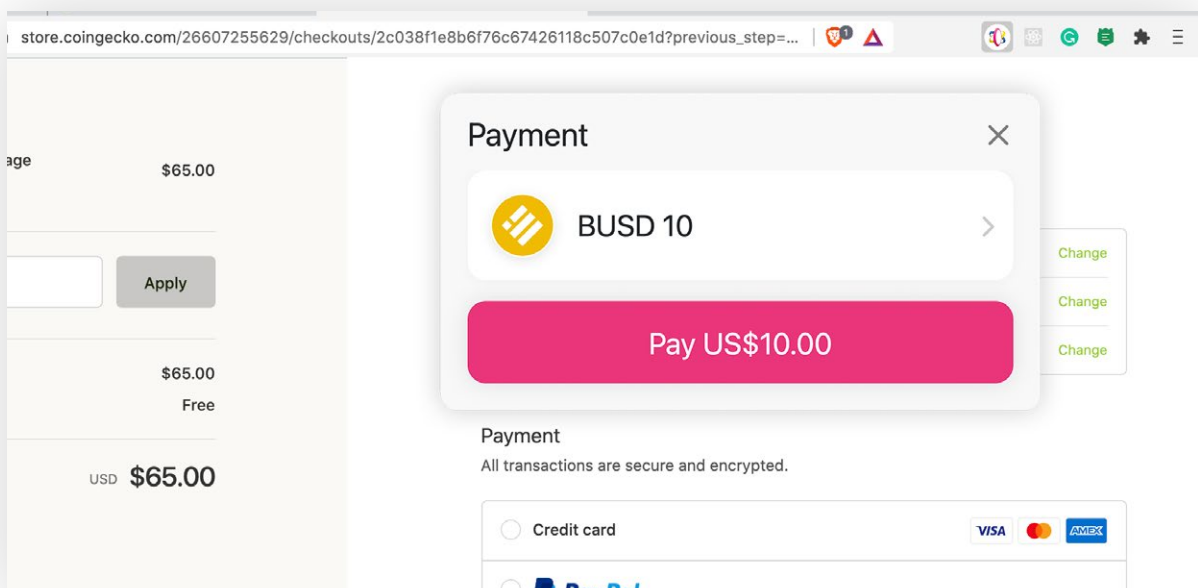 store.coingecko.com/26607255629/checkouts/2c038f1e8b6f76c67426118c507c0e1d?previous_step=...
1
age
$65.00
Apply
$65.00
Free
USD $65.00
Payment
BUSD 10
Pay US$10.00
Change
Change
Change
Payment
All transactions are secure and encrypted.
Credit card
VISA
AMEX
PayPal